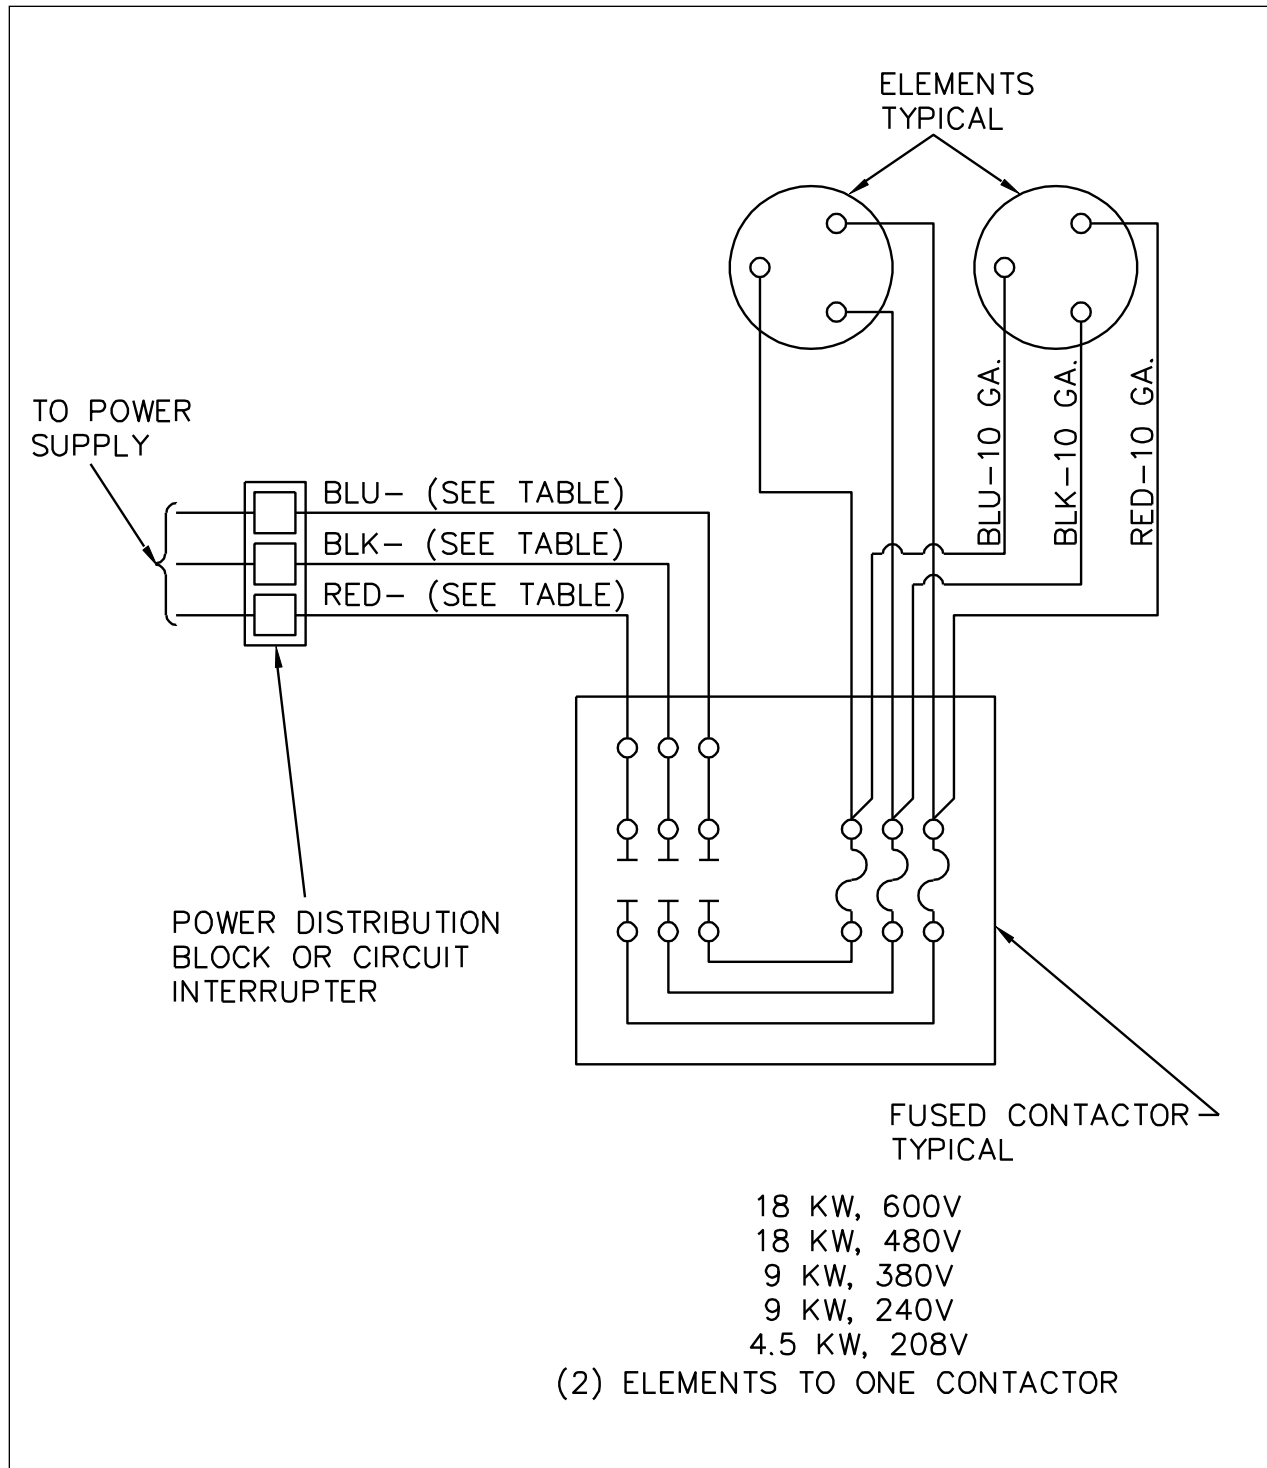 ELEMENTS
TYPICAL
BLU-10 GA.
BLK-10 GA.
RED-10 GA.
TO POWER
SUPPLY
BLU- (SEE TABLE)
BLK- (SEE TABLE)
RED- (SEE TABLE)
POWER DISTRIBUTION
BLOCK OR CIRCUIT
INTERRUPTER
FUSED CONTACTOR
TYPICAL
18 KW, 600V
18 KW, 480V
9 KW, 380V
9 KW, 240V
4.5 KW, 208V
(2) ELEMENTS TO ONE CONTACTOR